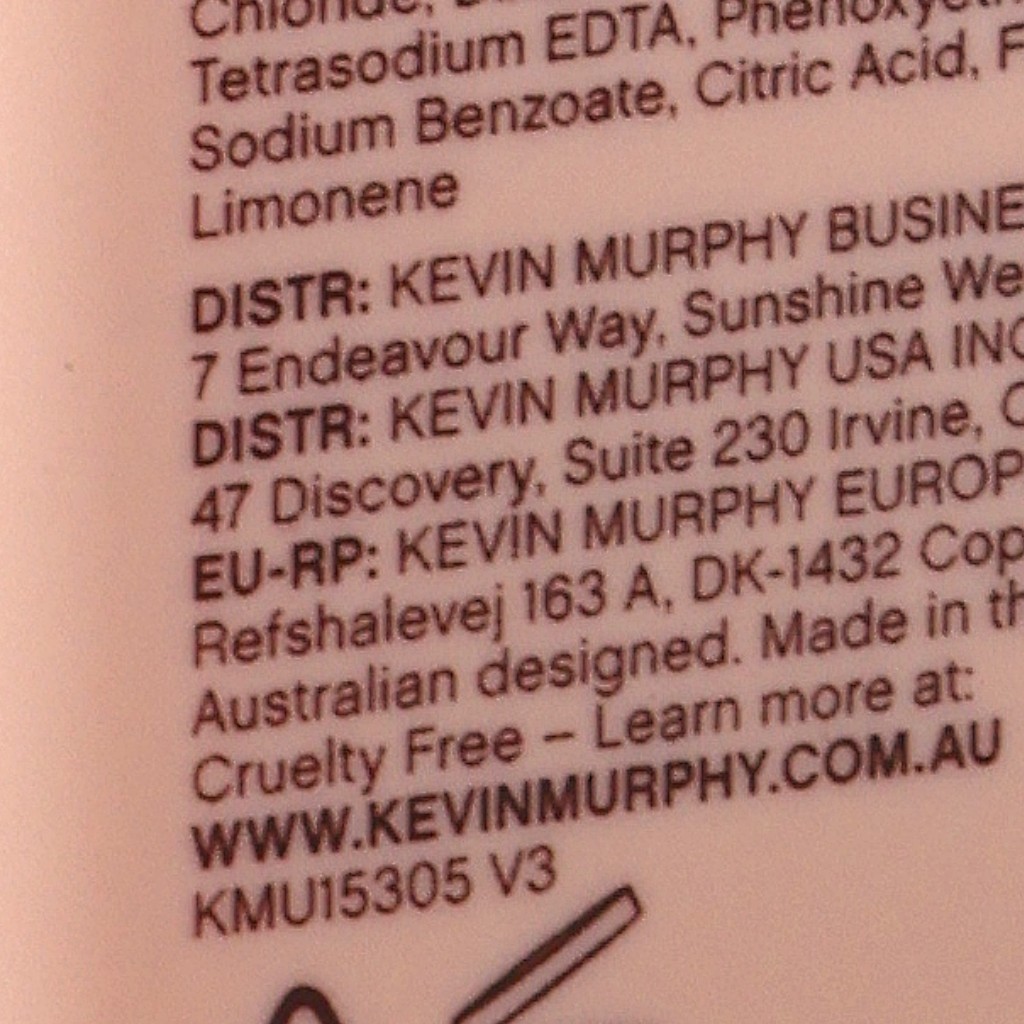 Chloride,
Tetrasodium EDTA,
Sodium Benzoate, Citric Acid,
Limonene
DISTR: KEVIN MURPHY
7 Endeavour Way, Sunshine
DISTR: KEVIN MURPHY USA
47 Discovery, Suite 230 Irvine,
EU-RP: KEVIN MURPHY
Refshalevej 163 A, DK-1432
Australian designed. Made in
Cruelty Free – Learn more at:
WWW.KEVINMURPHY.COM.AU
KMU15305 V3